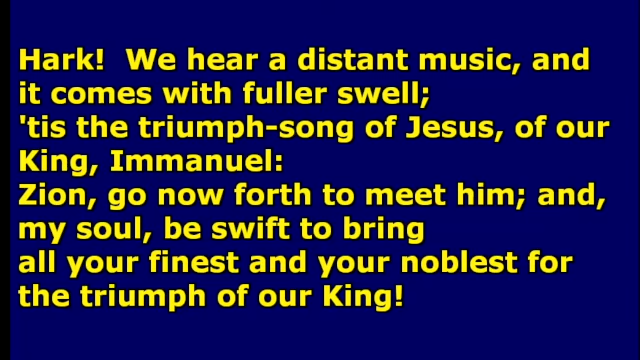 Hark!  We hear a distant music, and
it comes with fuller swell;
'tis the triumph-song of Jesus, of our
King, Immanuel:
Zion, go now forth to meet him; and,
my soul, be swift to bring
all your finest and your noblest for
the triumph of our King!